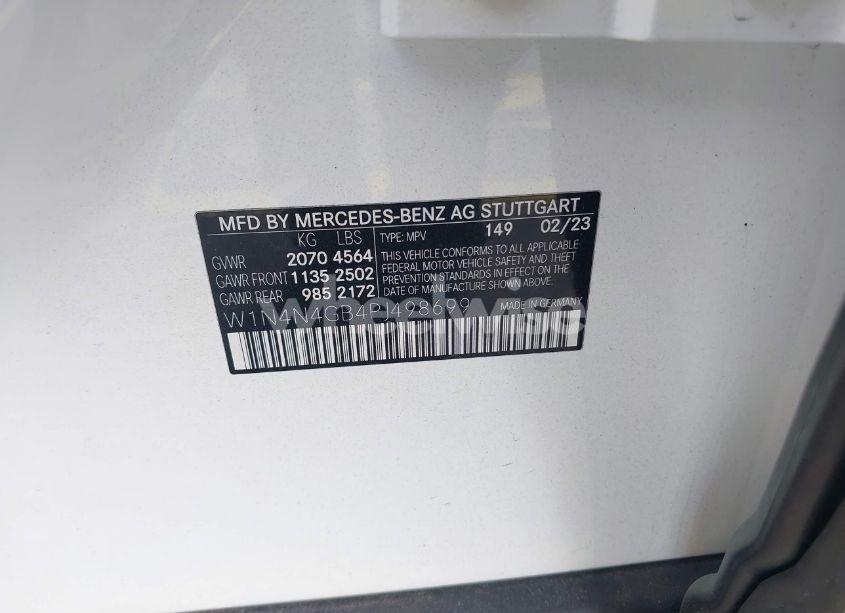 MFD BY MERCEDES-BENZ AG STUTTGART
KG LBS TYPE: MPV 149 02/23
GVWR 2070 4564
GAWR FRONT 1135 2502
GAWR REAR 985 2172
THIS VEHICLE CONFORMS TO ALL APPLICABLE
FEDERAL MOTOR VEHICLE SAFETY AND THEFT
PREVENTION STANDARDS IN EFFECT ON THE
DATE OF MANUFACTURE SHOWN ABOVE.
MADE IN GERMANY